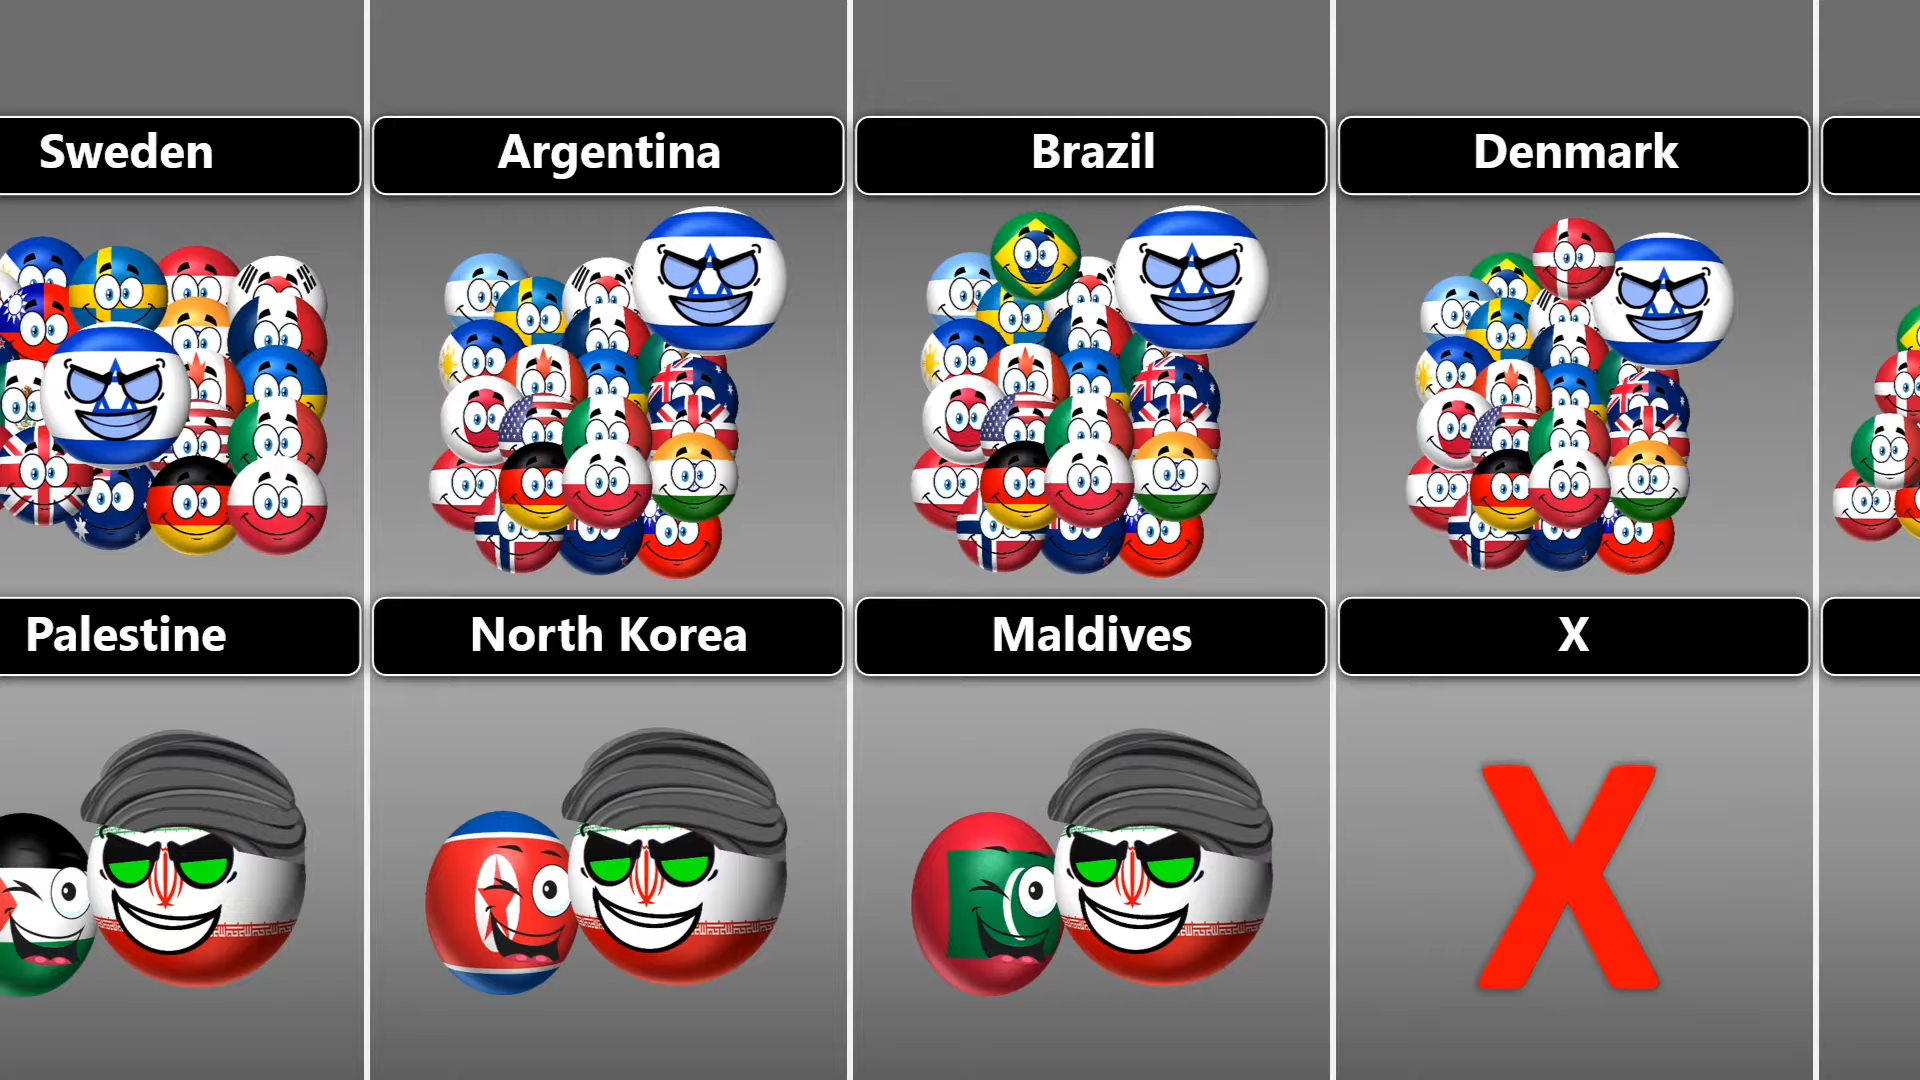 Sweden
Argentina
Brazil
Denmark
Palestine
North Korea
Maldives
X
X